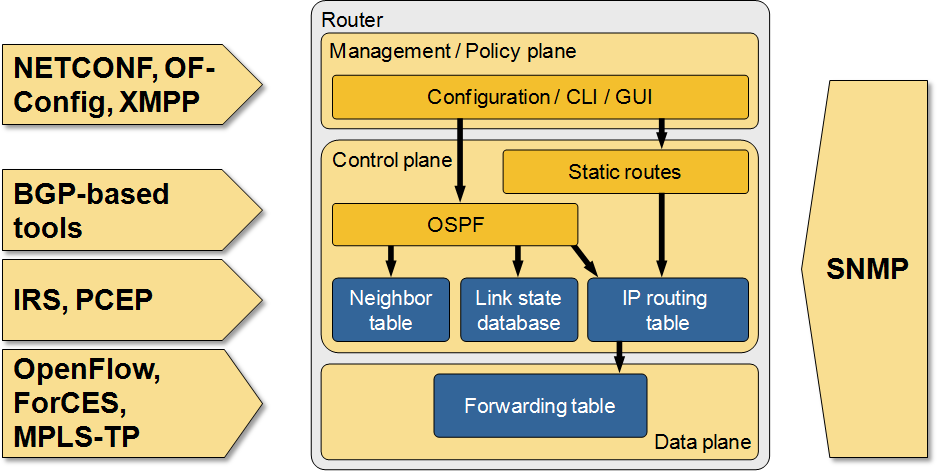 Router
Management / Policy plane
NETCONF, OF-
Config, XMPP
Configuration / CLI / GUI
Control plane
Static routes
BGP-based
tools
OSPF
IRS, PCEP
Neighbor
table
Link state
database
IP routing
table
SNMP
OpenFlow,
ForCES,
MPLS-TP
Forwarding table
Data plane